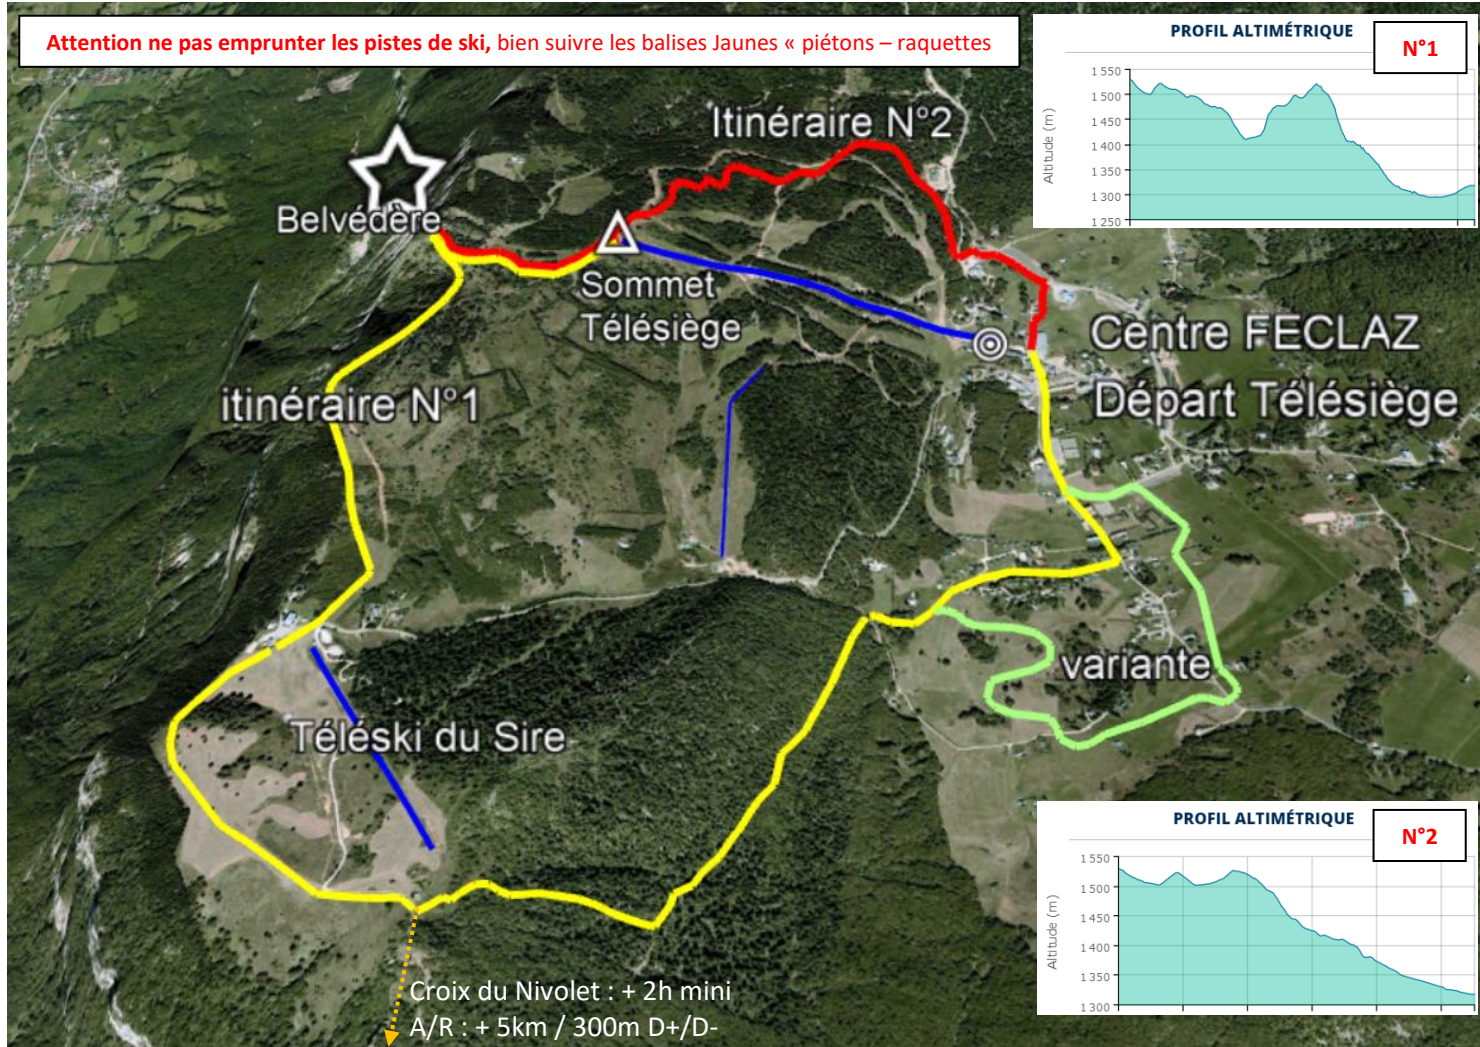 Attention ne pas emprunter les pistes de ski, bien suivre les balises Jaunes « piétons – raquettes
PROFIL ALTIMÉTRIQUE
N°1
1 550
1 500
1 450
1 400
1 350
1 300
1 250
Altitude (m)
Itinéraire N°2
Belvédère
Sommet
Télésiège
Centre FECLAZ
Départ Télésiège
itinéraire N°1
variante
Téléski du Sire
Croix du Nivolet : + 2h mini
A/R : + 5km / 300m D+/D-
PROFIL ALTIMÉTRIQUE
N°2
1 550
1 500
1 450
1 400
1 350
1 300
Altitude (m)